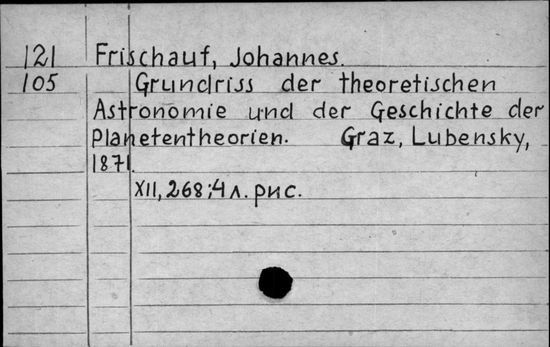 121 Frischauf, Johannes.
105 Grundriss der theoretischen
Astronomie und der Geschichte der
Planetentheorien. Graz, Lubensky,
1871.
XII, 268; 4 л. рис.